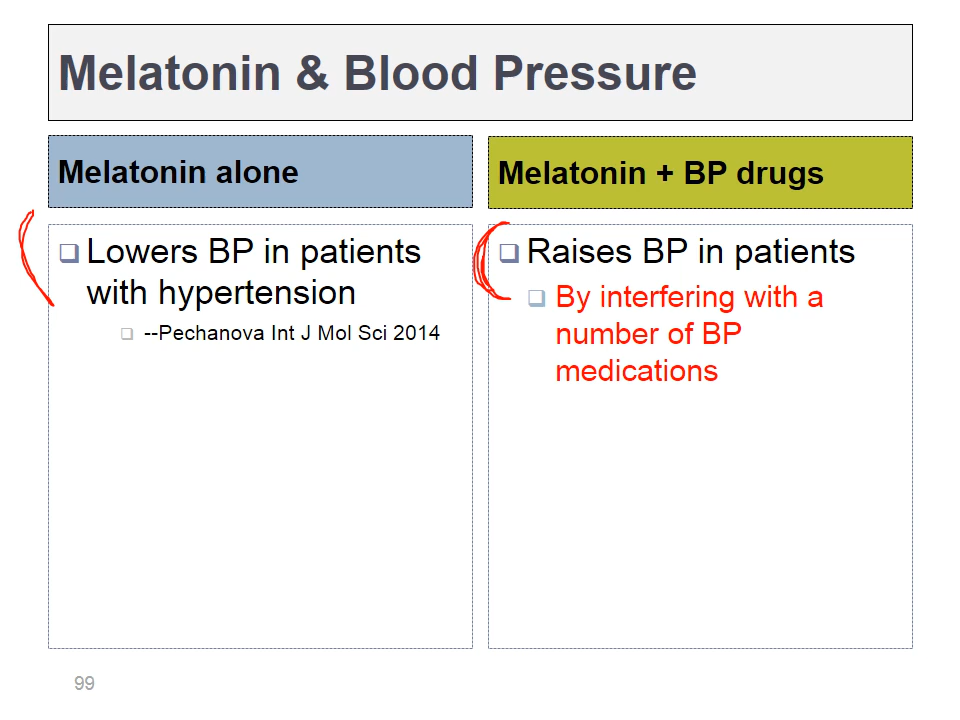 Melatonin & Blood Pressure
Melatonin alone
❑ Lowers BP in patients
with hypertension
❑ --Pechanova Int J Mol Sci 2014
Melatonin + BP drugs
❑ Raises BP in patients
❑ By interfering with a
number of BP
medications
99